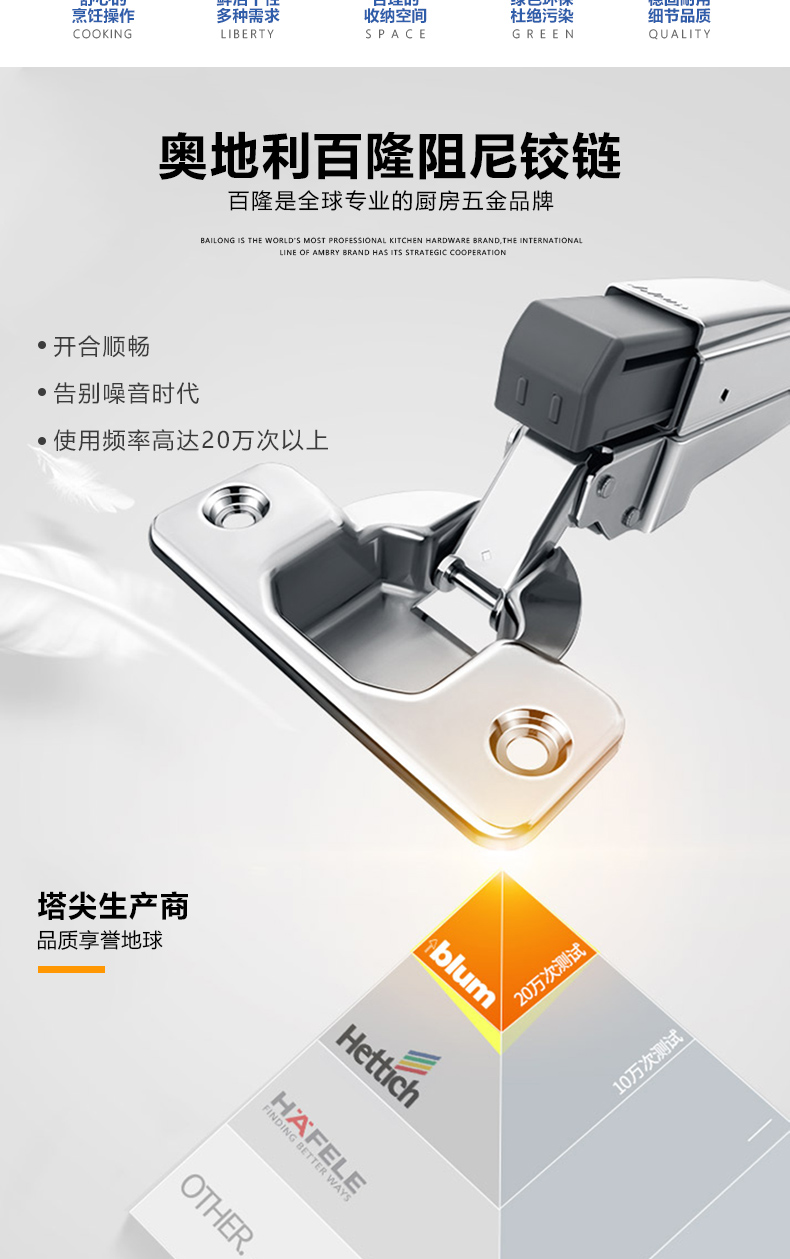 烹饪操作
COOKING
多种需求
LIBERTY
收纳空间
SPACE
杜绝污染
GREEN
细节品质
QUALITY
奥地利百隆阻尼铰链
百隆是全球专业的厨房五金品牌
BAILONG IS THE WORLD'S MOST PROFESSIONAL KITCHEN HARDWARE BRAND,THE INTERNATIONAL
LINE OF AMBRY BRAND HAS ITS STRATEGIC COOPERATION
• 开合顺畅
• 告别噪音时代
• 使用频率高达20万次以上
塔尖生产商
品质享誉地球
blum
20万次测试
Hettich
10万次测试
HÄFELE
FINDING BETTER WAYS
OTHER.